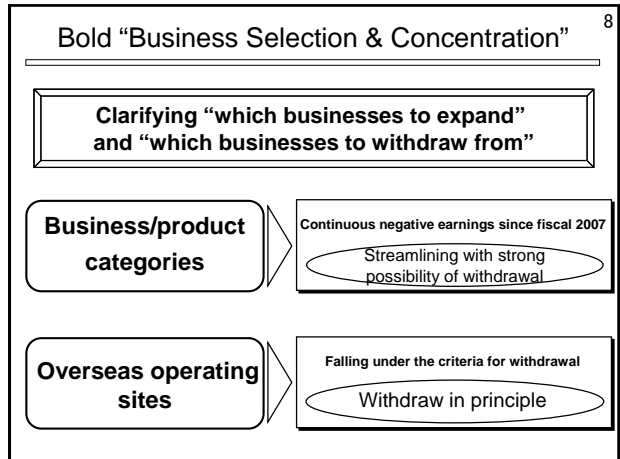 8
Bold “Business Selection & Concentration”
Clarifying “which businesses to expand”
and “which businesses to withdraw from”
Business/product
categories
Continuous negative earnings since fiscal 2007
Streamlining with strong
possibility of withdrawal
Overseas operating
sites
Falling under the criteria for withdrawal
Withdraw in principle